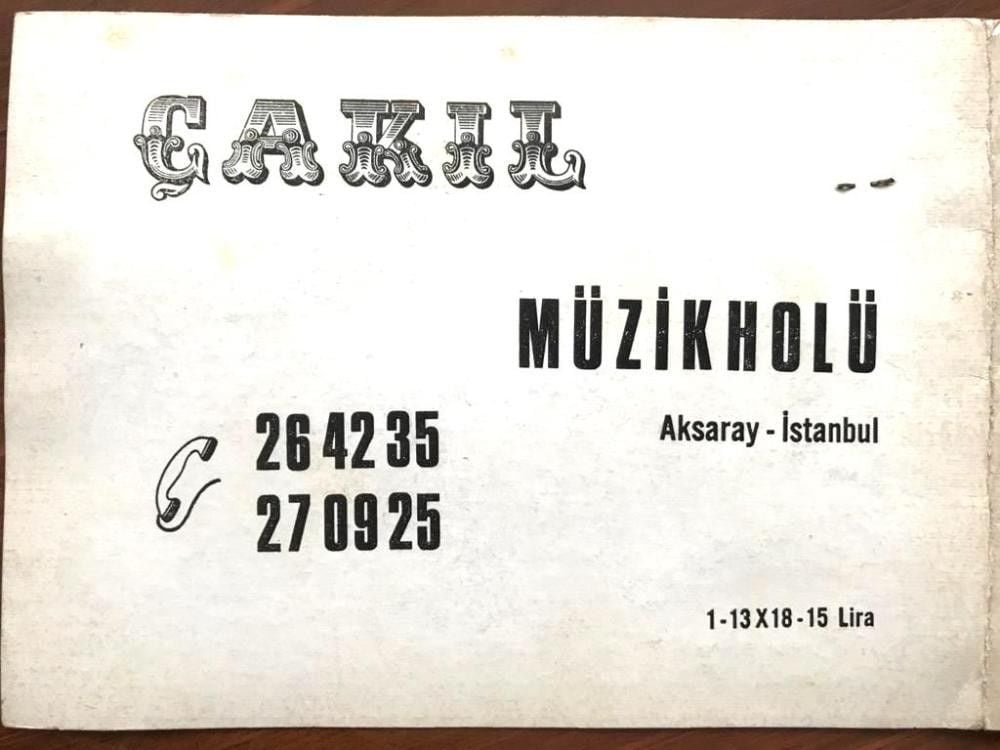 ÇAKIL
MÜZİKHOLÜ
Aksaray - İstanbul
26 42 35
27 09 25
1-13X18-15 Lira